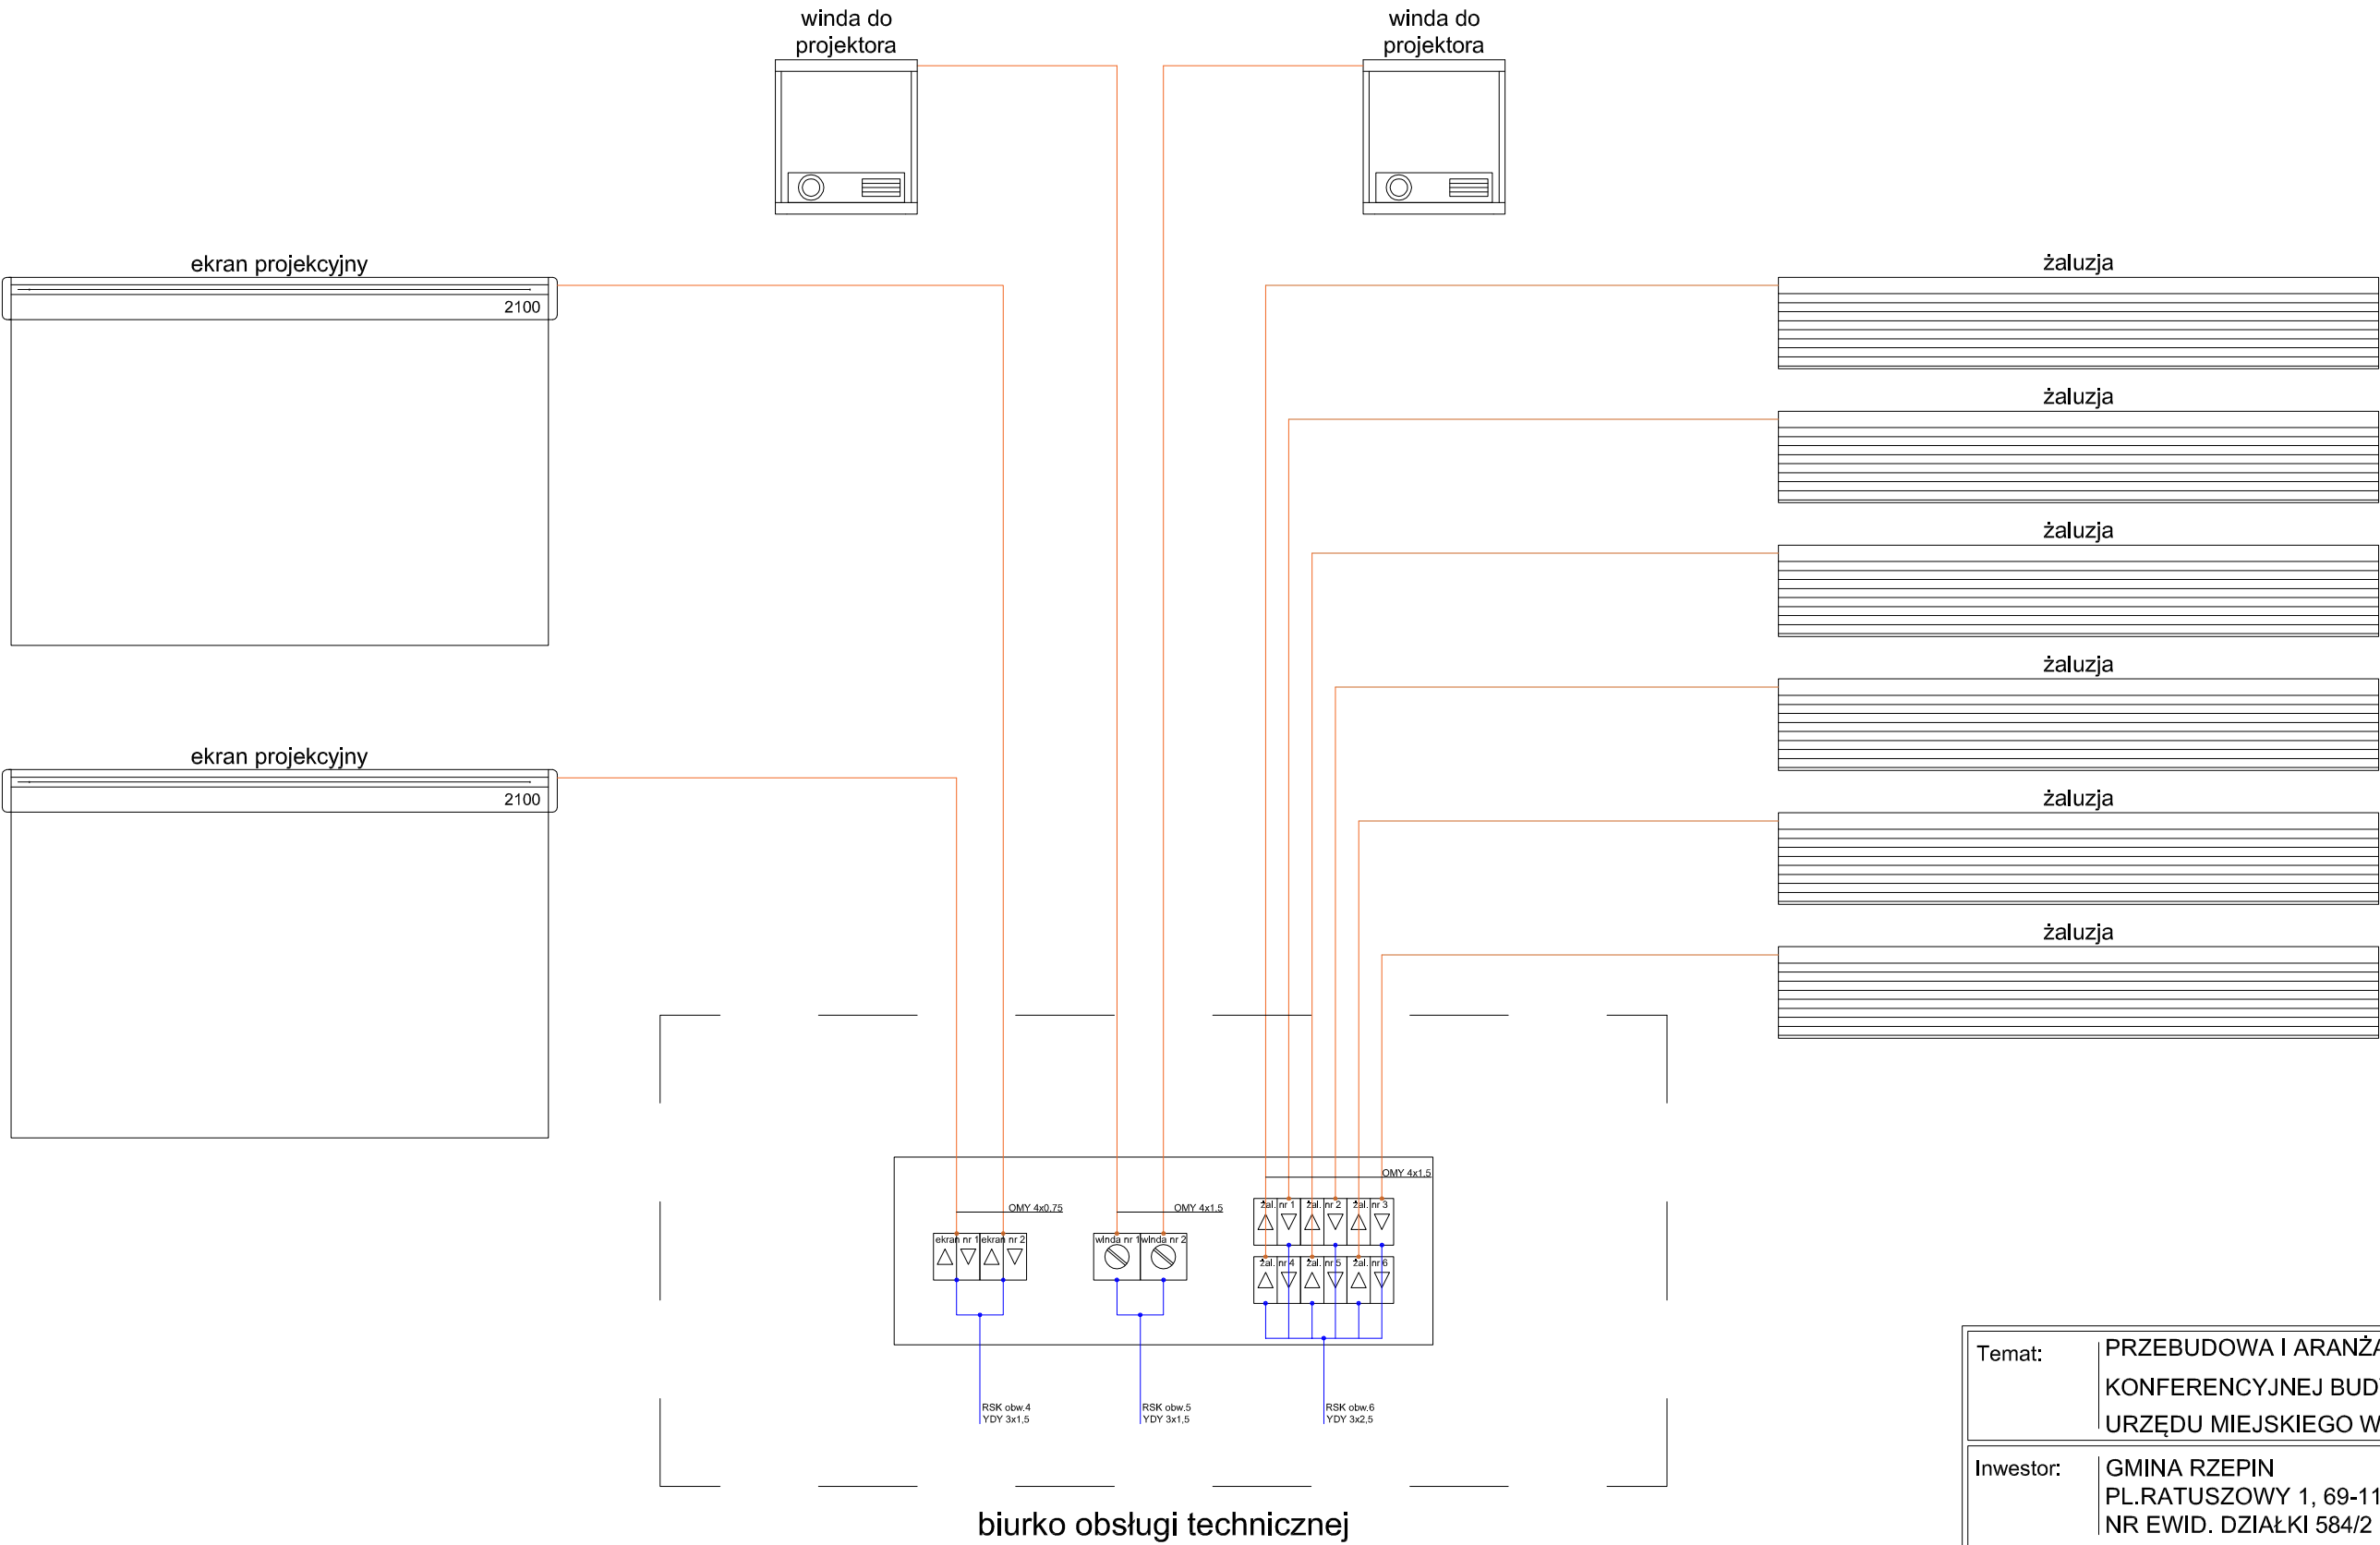 winda do
projektora
winda do
projektora
ekran projekcyjny
2100
ekran projekcyjny
2100
żaluzja
żaluzja
żaluzja
żaluzja
żaluzja
żaluzja
OMY 4x0,75
OMY 4x1,5
OMY 4x1,5
ekran nr 1 ekran nr 2
winda nr 1 winda nr 2
żal. nr 1 żal. nr 2 żal. nr 3
żal. nr 4 żal. nr 5 żal. nr 6
RSK obw.4
YDY 3x1,5
RSK obw.5
YDY 3x1,5
RSK obw.6
YDY 3x2,5
biurko obsługi technicznej
Temat: PRZEBUDOWA I ARANŻA
KONFERENCYJNEJ BUD
URZĘDU MIEJSKIEGO W
Inwestor: GMINA RZEPIN
PL.RATUSZOWY 1, 69-11
NR EWID. DZIAŁKI 584/2